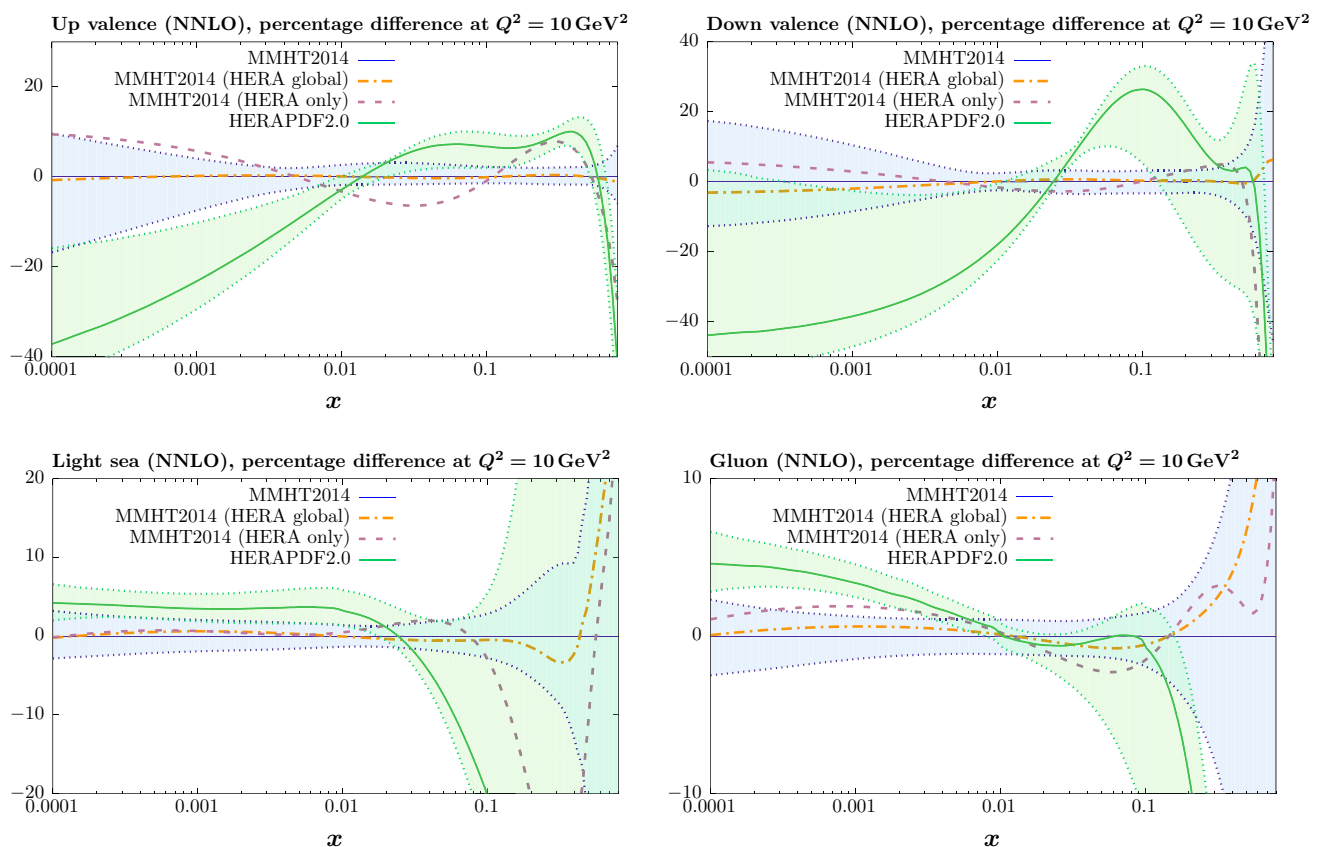 Up valence (NNLO), percentage difference at Q² = 10 GeV²
MMHT2014
MMHT2014 (HERA global)
MMHT2014 (HERA only)
HERAPDF2.0
20
0
−20
−40
0.0001 0.001 0.01 0.1
x
Down valence (NNLO), percentage difference at Q² = 10 GeV²
MMHT2014
MMHT2014 (HERA global)
MMHT2014 (HERA only)
HERAPDF2.0
40
20
0
−20
−40
0.0001 0.001 0.01 0.1
x
Light sea (NNLO), percentage difference at Q² = 10 GeV²
MMHT2014
MMHT2014 (HERA global)
MMHT2014 (HERA only)
HERAPDF2.0
20
10
0
−10
−20
0.0001 0.001 0.01 0.1
x
Gluon (NNLO), percentage difference at Q² = 10 GeV²
MMHT2014
MMHT2014 (HERA global)
MMHT2014 (HERA only)
HERAPDF2.0
10
5
0
−10
0.0001 0.001 0.01 0.1
x